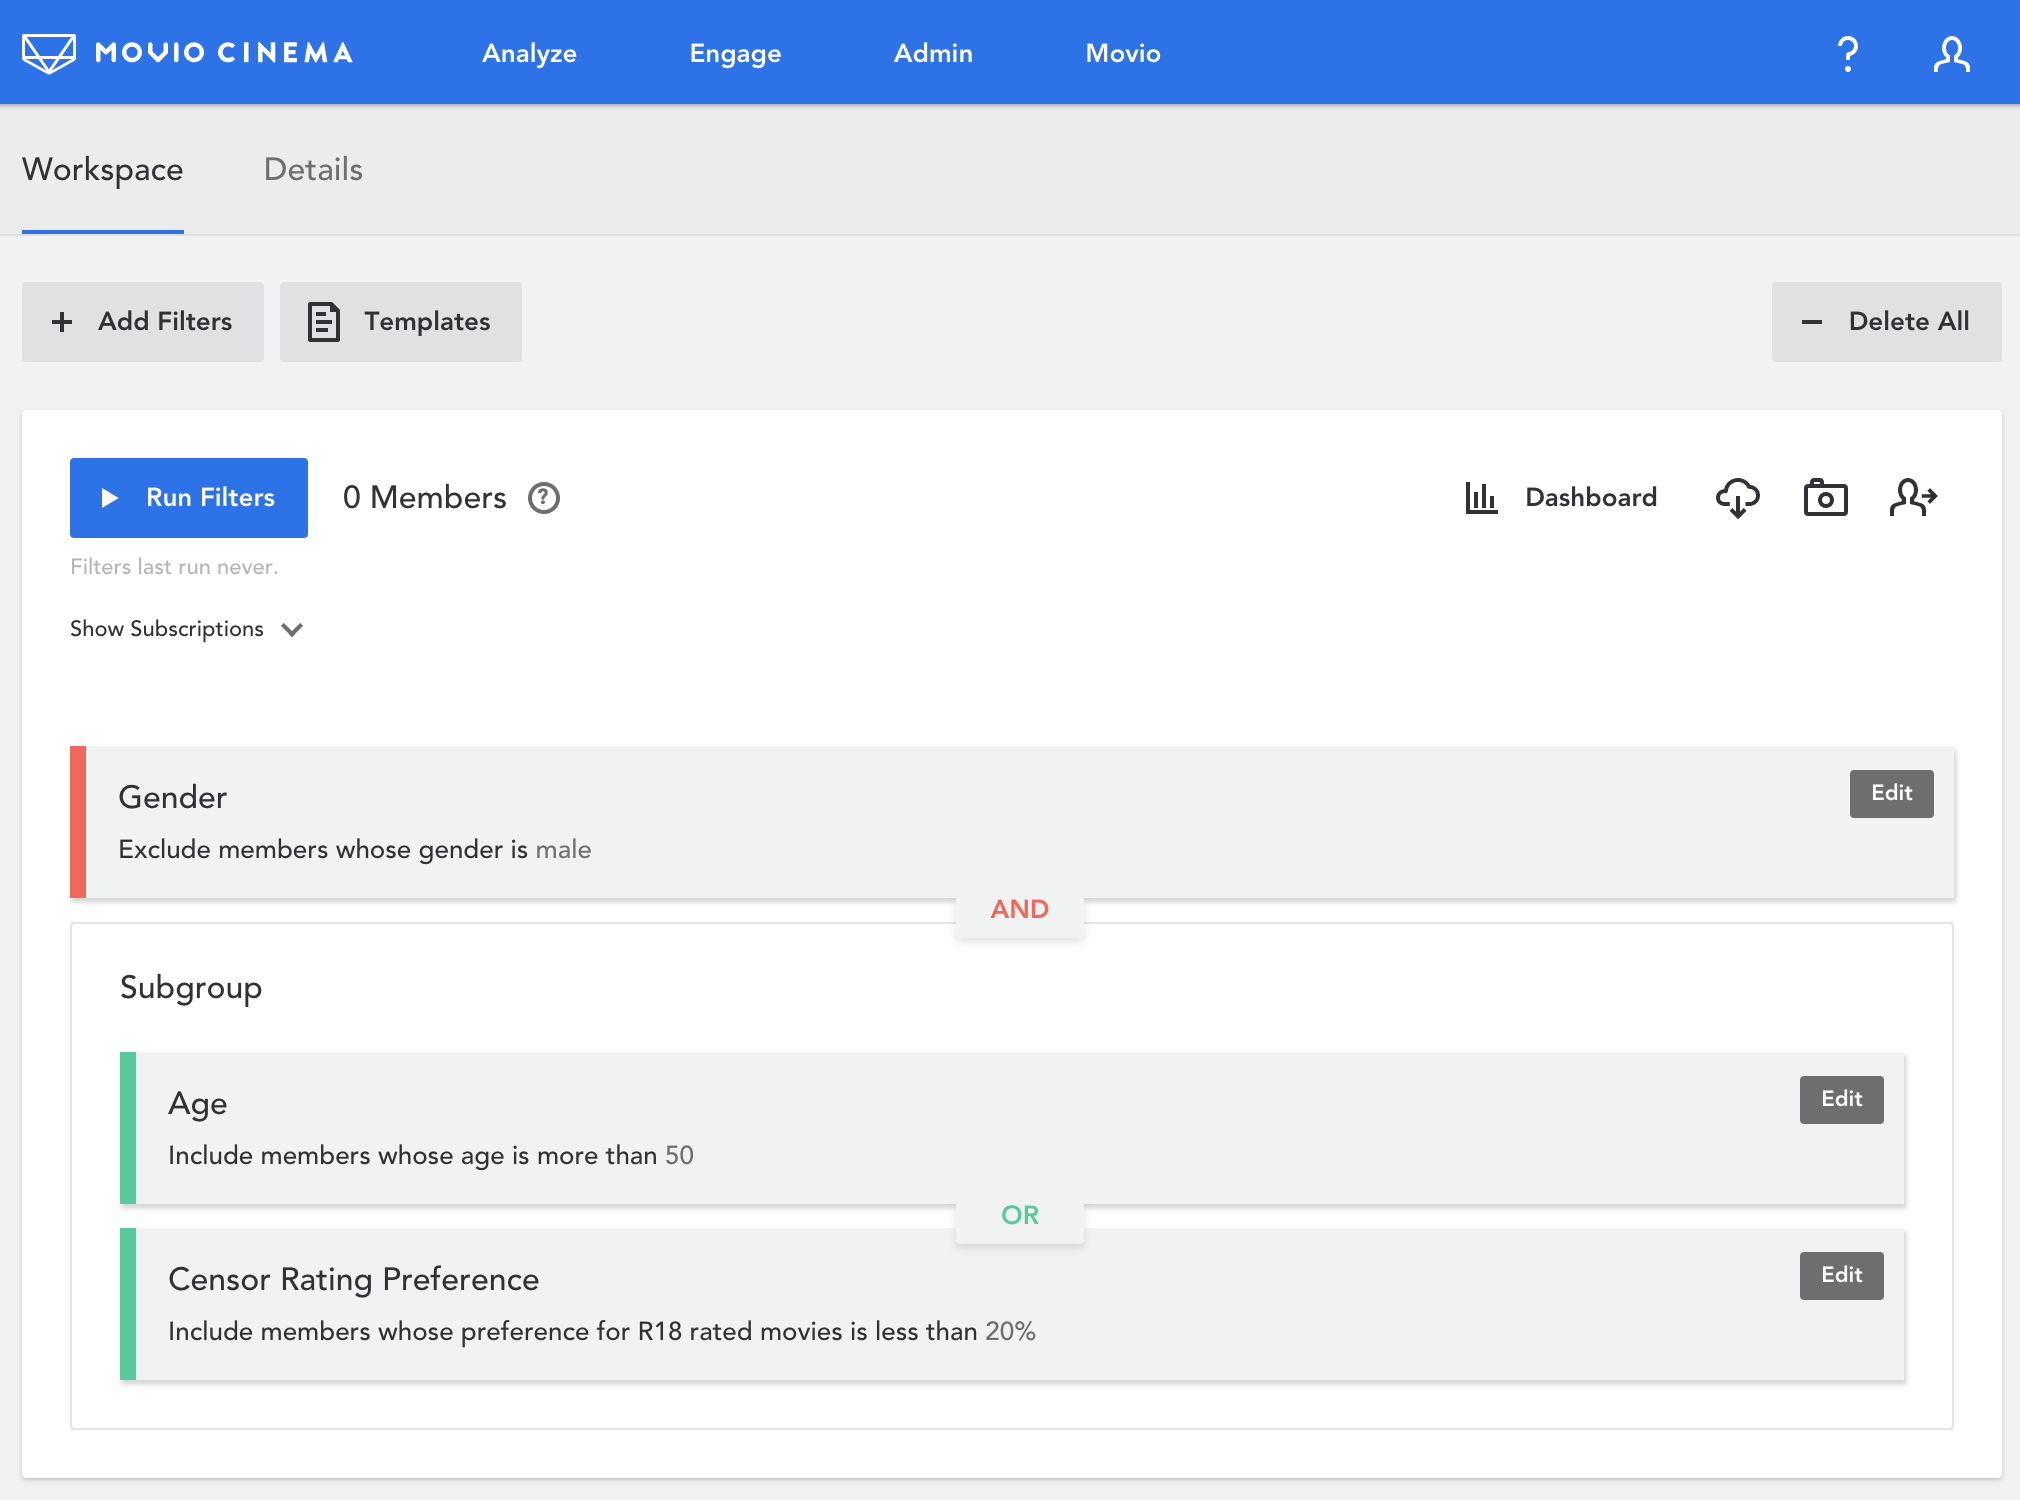 MOVIO CINEMA Analyze Engage Admin Movio ?
Workspace Details
+ Add Filters Templates − Delete All
Run Filters 0 Members ? Dashboard
Filters last run never.
Show Subscriptions
Gender Edit
Exclude members whose gender is male
AND
Subgroup
Age Edit
Include members whose age is more than 50
OR
Censor Rating Preference Edit
Include members whose preference for R18 rated movies is less than 20%